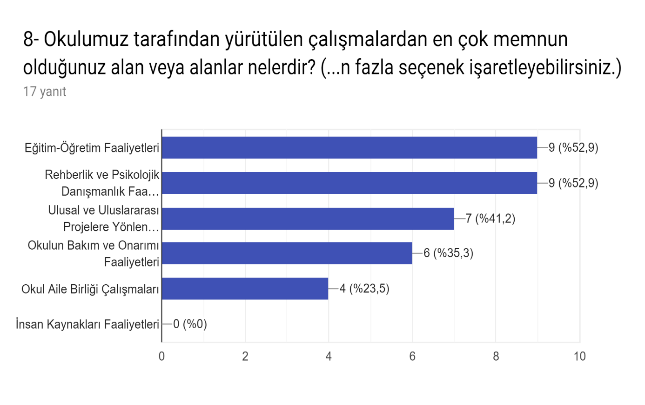 8- Okulumuz tarafından yürütülen çalışmalardan en çok memnun
olduğunuz alan veya alanlar nelerdir? (...n fazla seçenek işaretleyebilirsiniz.)
17 yanıt
Eğitim-Öğretim Faaliyetleri
9 (%52,9)
Rehberlik ve Psikolojik
Danışmanlık Faa...
9 (%52,9)
Ulusal ve Uluslararası
Projelere Yönlen...
7 (%41,2)
Okulun Bakım ve Onarımı
Faaliyetleri
6 (%35,3)
Okul Aile Birliği Çalışmaları
4 (%23,5)
İnsan Kaynakları Faaliyetleri
0 (%0)
0 2 4 6 8 10